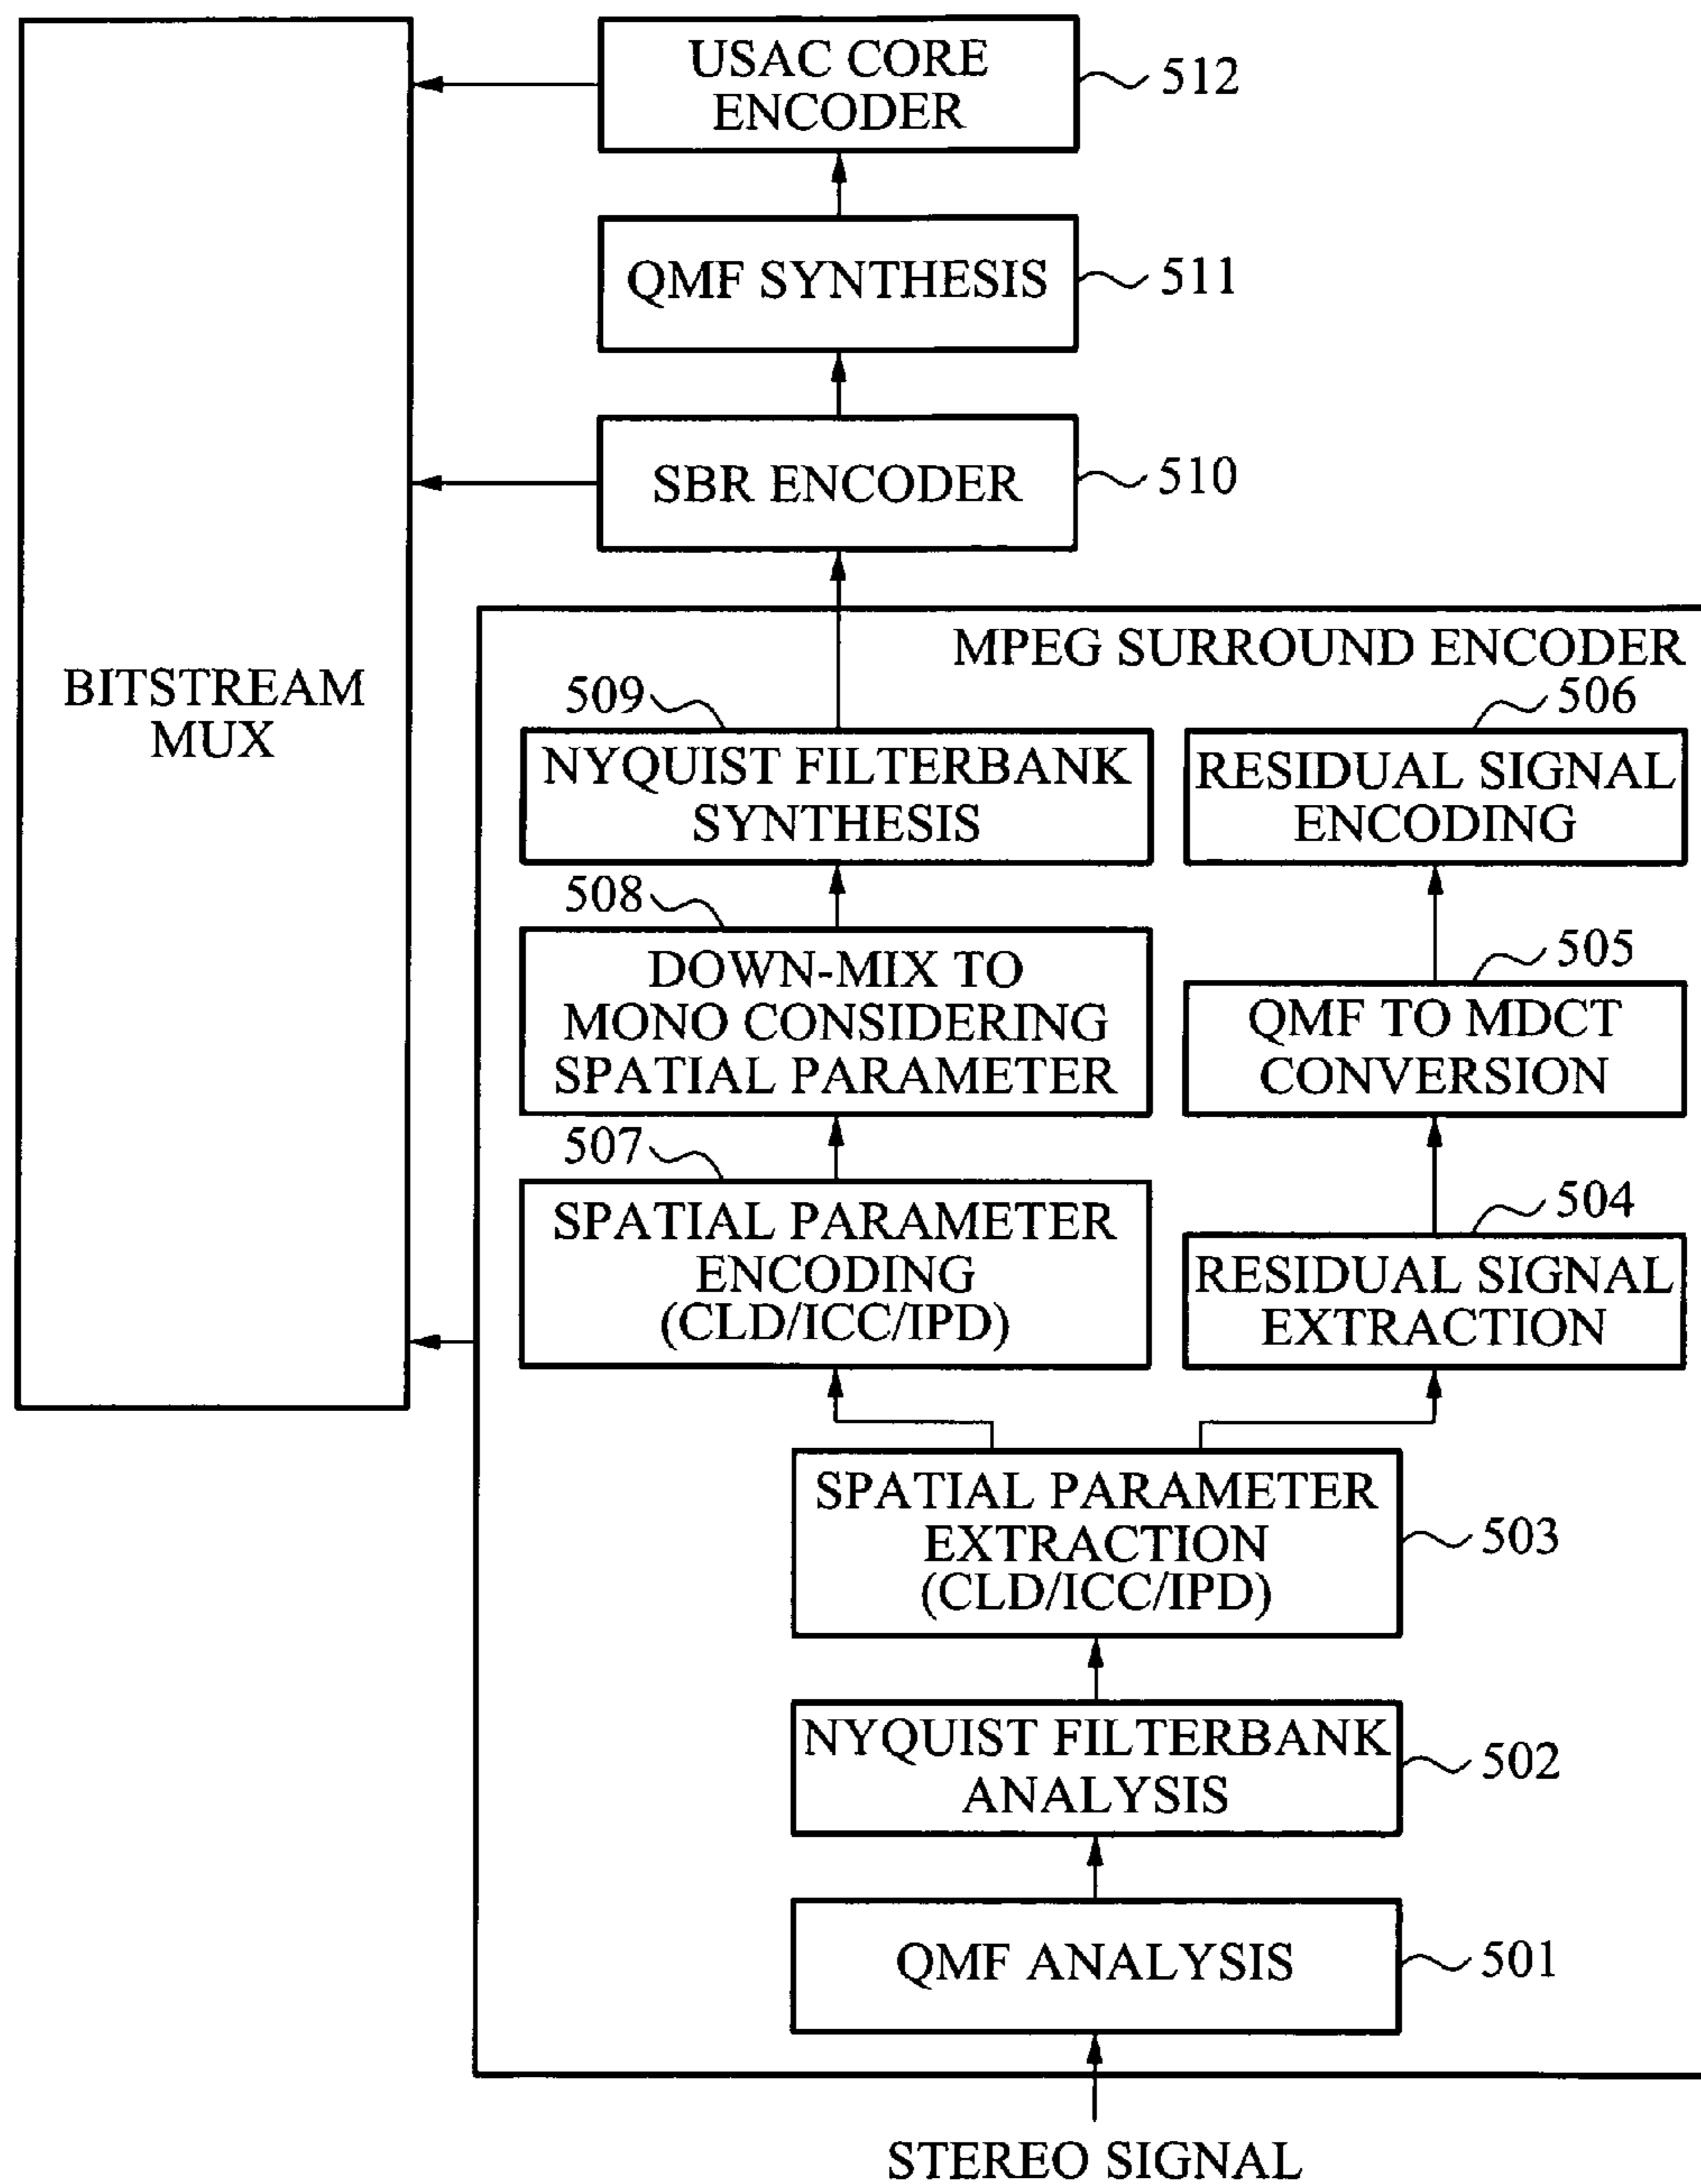 USAC CORE
ENCODER
512
QMF SYNTHESIS
511
SBR ENCODER
510
BITSTREAM
MUX
MPEG SURROUND ENCODER
509
NYQUIST FILTERBANK
SYNTHESIS
506
RESIDUAL SIGNAL
ENCODING
508
DOWN-MIX TO
MONO CONSIDERING
SPATIAL PARAMETER
505
QMF TO MDCT
CONVERSION
507
SPATIAL PARAMETER
ENCODING
(CLD/ICC/IPD)
504
RESIDUAL SIGNAL
EXTRACTION
SPATIAL PARAMETER
EXTRACTION
(CLD/ICC/IPD)
503
NYQUIST FILTERBANK
ANALYSIS
502
QMF ANALYSIS
501
STEREO SIGNAL